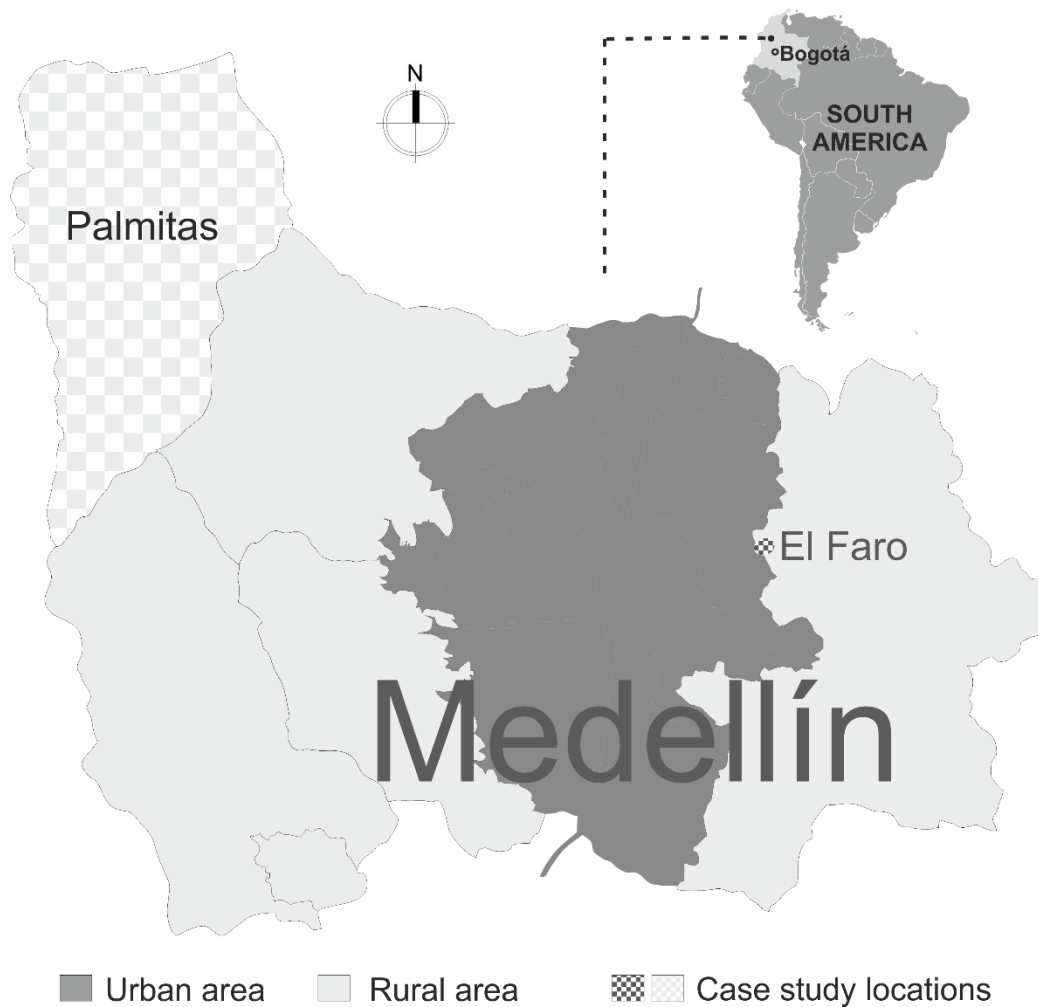 N
Bogotá
SOUTH
AMERICA
Palmitas
El Faro
Medellín
Urban area
Rural area
Case study locations